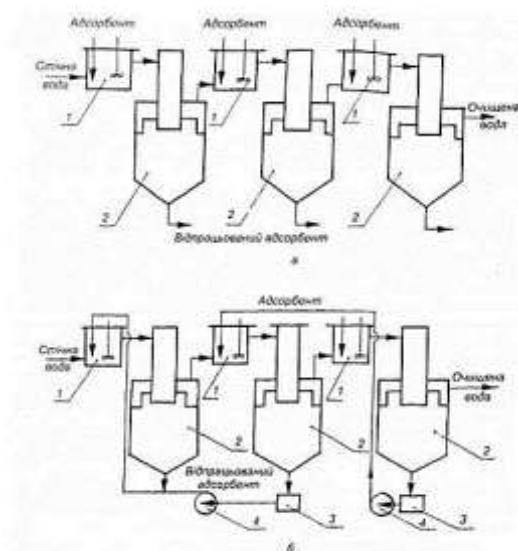 Адсорбент Адсорбент Адсорбент
Стічна
вода
1 1 1
Очищена
вода
2 2 2
Відпрацьований адсорбент
а
Адсорбент
Стічна
вода
1 1 1
Очищена
вода
2 2 2
Відпрацьований
адсорбент
4 3 4 3
б